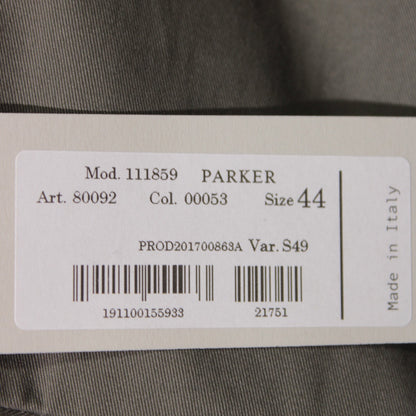 Mod. 111859 PARKER
Art. 80092 Col. 00053 Size 44
PROD201700863A Var. S49
191100155933 21751
Made in Italy